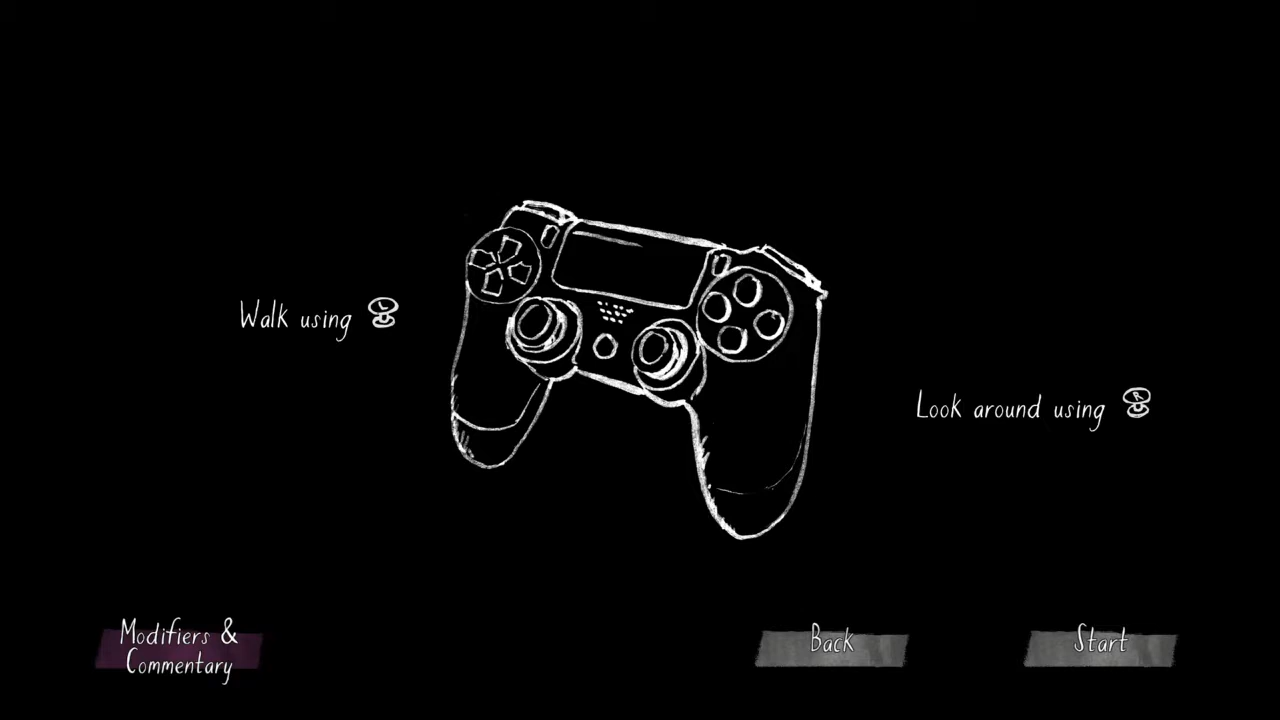 Walk using
Look around using
Modifiers &
Commentary
Back
Start